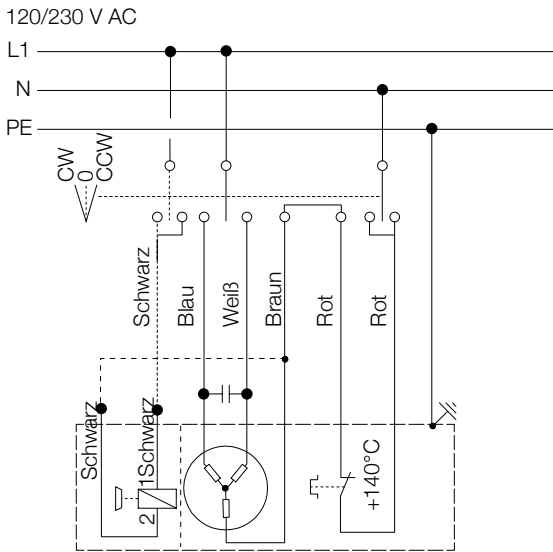 120/230 V AC
L1
N
PE
CW
0
CCW
Schwarz
Blau
Weiß
Braun
Rot
Rot
Schwarz
1Schwarz
2
+140°C